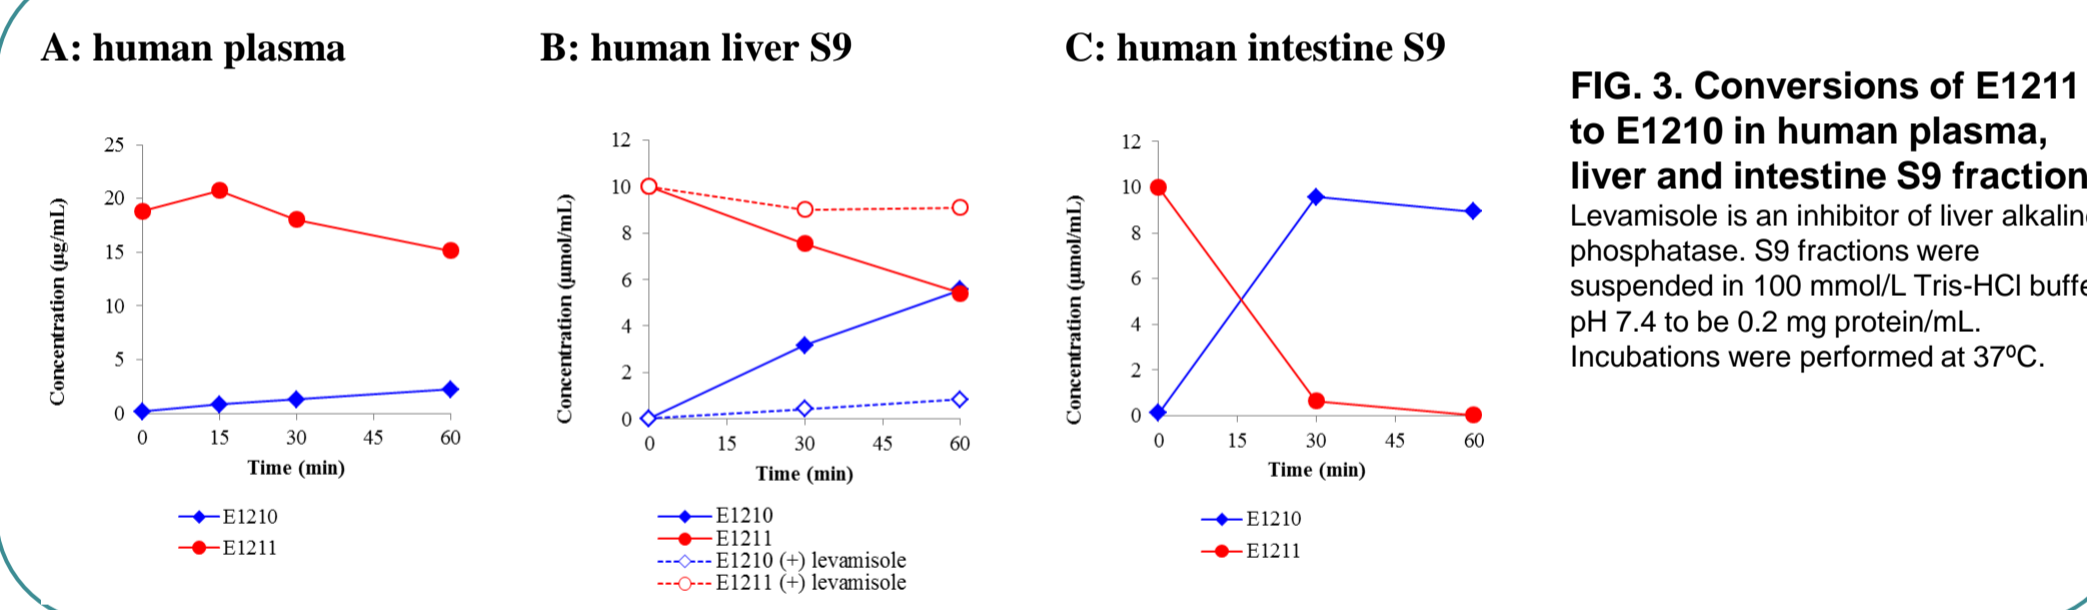 A: human plasma
25
20
15
10
5
0
0 15 30 45 60
Concentration (µg/mL)
Time (min)
E1210
E1211
B: human liver S9
12
10
8
6
4
2
0
0 15 30 45 60
Concentration (µmol/mL)
Time (min)
E1210
E1211
E1210 (+) levamisole
E1211 (+) levamisole
C: human intestine S9
12
10
8
6
4
2
0
0 15 30 45 60
Concentration (µmol/mL)
Time (min)
E1210
E1211
FIG. 3. Conversions of E1211
to E1210 in human plasma,
liver and intestine S9 fraction
Levamisole is an inhibitor of liver
phosphatase. S9 fractions were
suspended in 100 mmol/L Tris-HCl
pH 7.4 to be 0.2 mg protein/mL.
Incubations were performed at 37ºC.